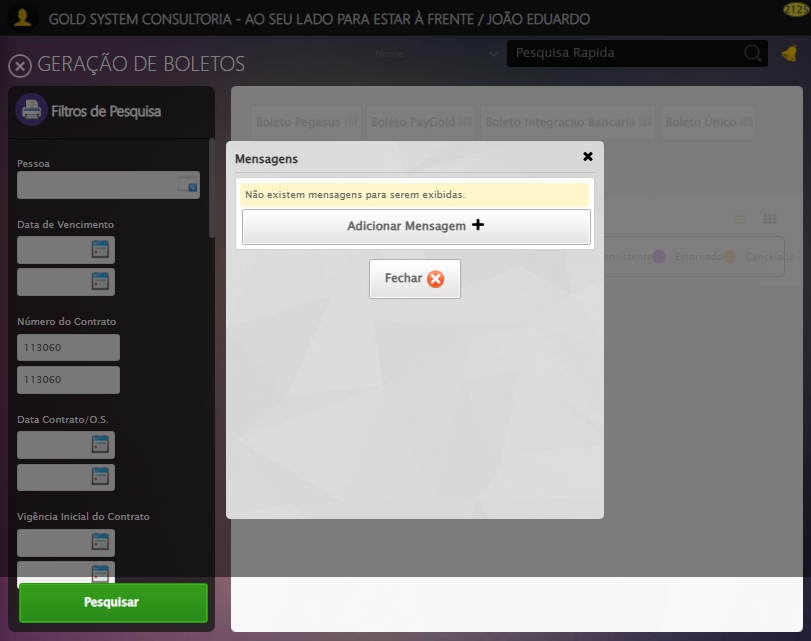 GOLD SYSTEM CONSULTORIA - AO SEU LADO PARA ESTAR À FRENTE / JOÃO EDUARDO
2125
GERAÇÃO DE BOLETOS
Nome
Pesquisa Rapida
Filtros de Pesquisa
Boleto Pegasus
Boleto PayGold
Boleto Integracao Bancaria
Boleto Único
Pessoa
Data de Vencimento
Número do Contrato
113060
113060
Data Contrato/O.S.
Vigência Inicial do Contrato
Pesquisar
Mensagens
Não existem mensagens para serem exibidas.
Adicionar Mensagem
Fechar
Estornado
Cancelado